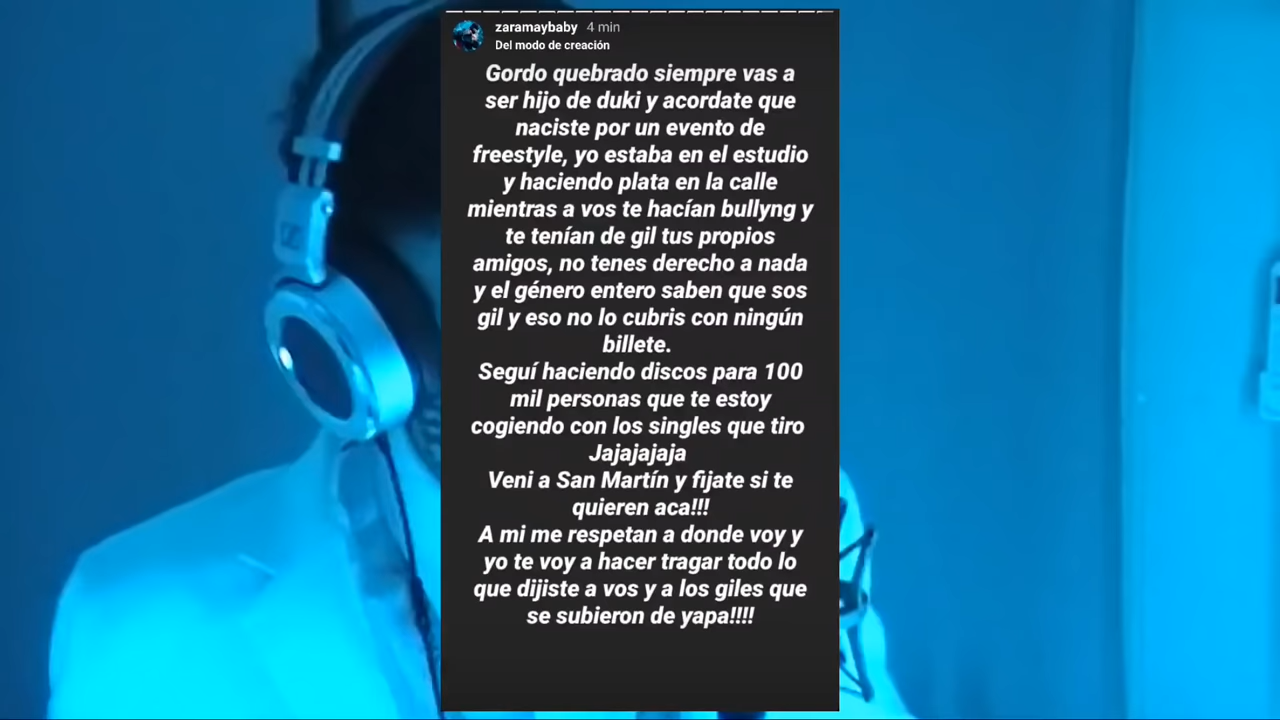 zaramaybaby 4 min
Del modo de creación
Gordo quebrado siempre vas a
ser hijo de duki y acordate que
naciste por un evento de
freestyle, yo estaba en el estudio
y haciendo plata en la calle
mientras a vos te hacían bullyng y
te tenían de gil tus propios
amigos, no tenes derecho a nada
y el género entero saben que sos
gil y eso no lo cubris con ningún
billete.
Seguí haciendo discos para 100
mil personas que te estoy
cogiendo con los singles que tiro
Jajajajaja
Veni a San Martín y fijate si te
quieren aca!!!
A mi me respetan a donde voy y
yo te voy a hacer tragar todo lo
que dijiste a vos y a los giles que
se subieron de yapa!!!!